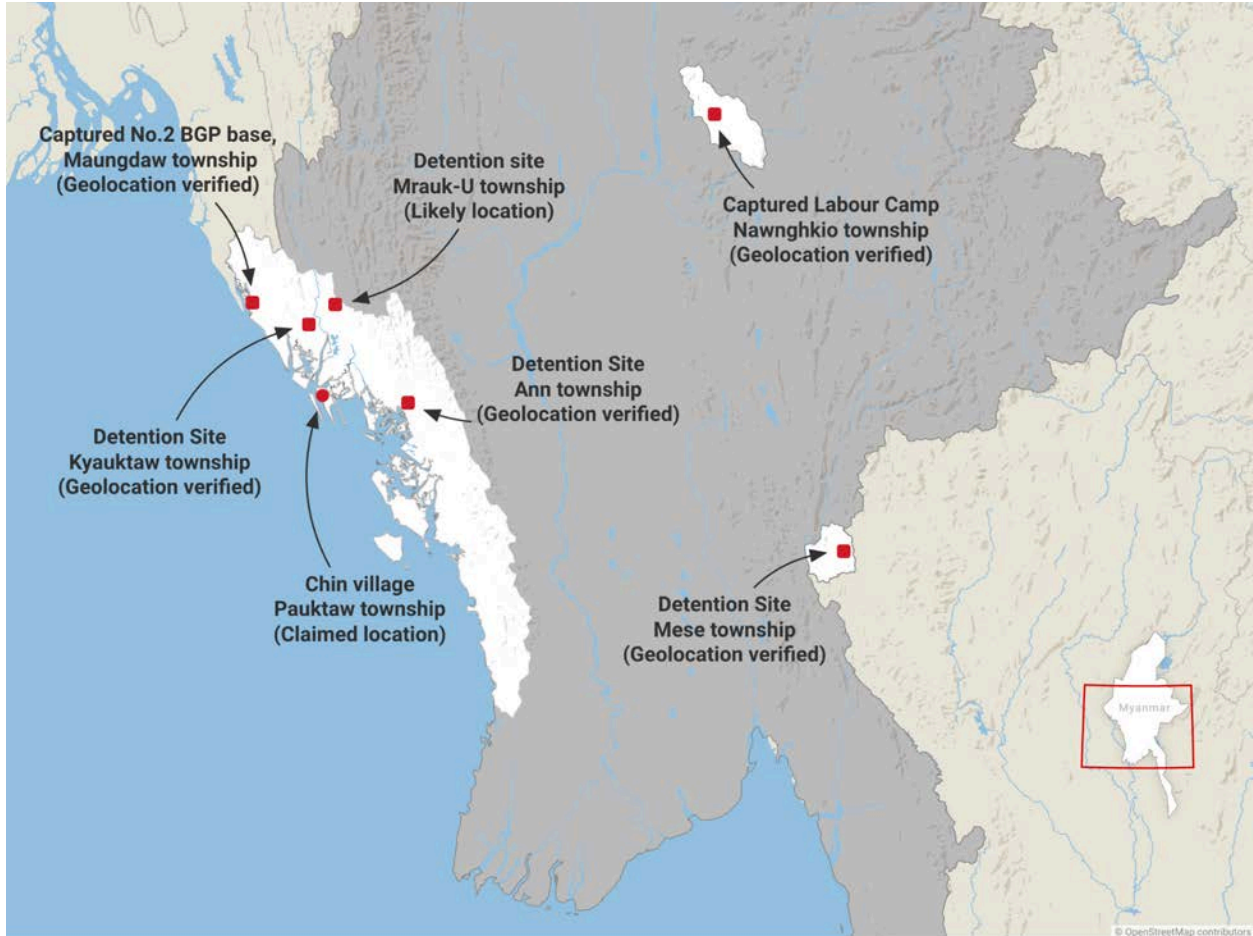 Captured No.2 BGP base,
Maungdaw township
(Geolocation verified)
Detention site
Mrauk-U township
(Likely location)
Captured Labour Camp
Nawnghkio township
(Geolocation verified)
Detention Site
Ann township
(Geolocation verified)
Detention Site
Kyauktaw township
(Geolocation verified)
Chin village
Pauktaw township
(Claimed location)
Detention Site
Mese township
(Geolocation verified)
Myanmar
© OpenStreetMap contributors